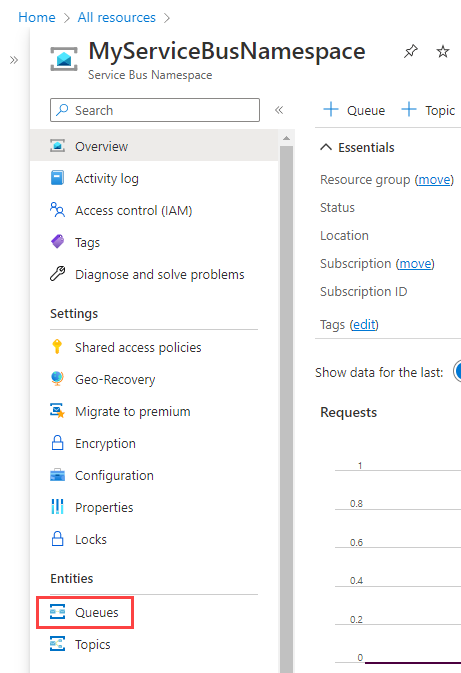 Home > All resources >
»
MyServiceBusNamespace
Service Bus Namespace
Search
«
+ Queue + Topic
Overview
Activity log
Access control (IAM)
Tags
Diagnose and solve problems
Settings
Shared access policies
Geo-Recovery
Migrate to premium
Encryption
Configuration
Properties
Locks
Entities
Queues
Topics
Essentials
Resource group (move)
Status
Location
Subscription (move)
Subscription ID
Tags (edit)
Show data for the last:
Requests
1
0.8
0.6
0.4
0.2
0